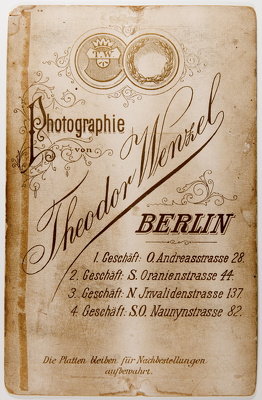 Photographie
von
Theodor Wenzel
BERLIN
1. Geschäft: O. Andreasstrasse 28.
2. Geschäft: S. Oranienstrasse 44.
3. Geschäft: N. Jnvalidenstrasse 137.
4. Geschäft: S.O. Naunynstrasse 82.
Die Platten bleiben für Nachbestellungen
aufbewahrt.